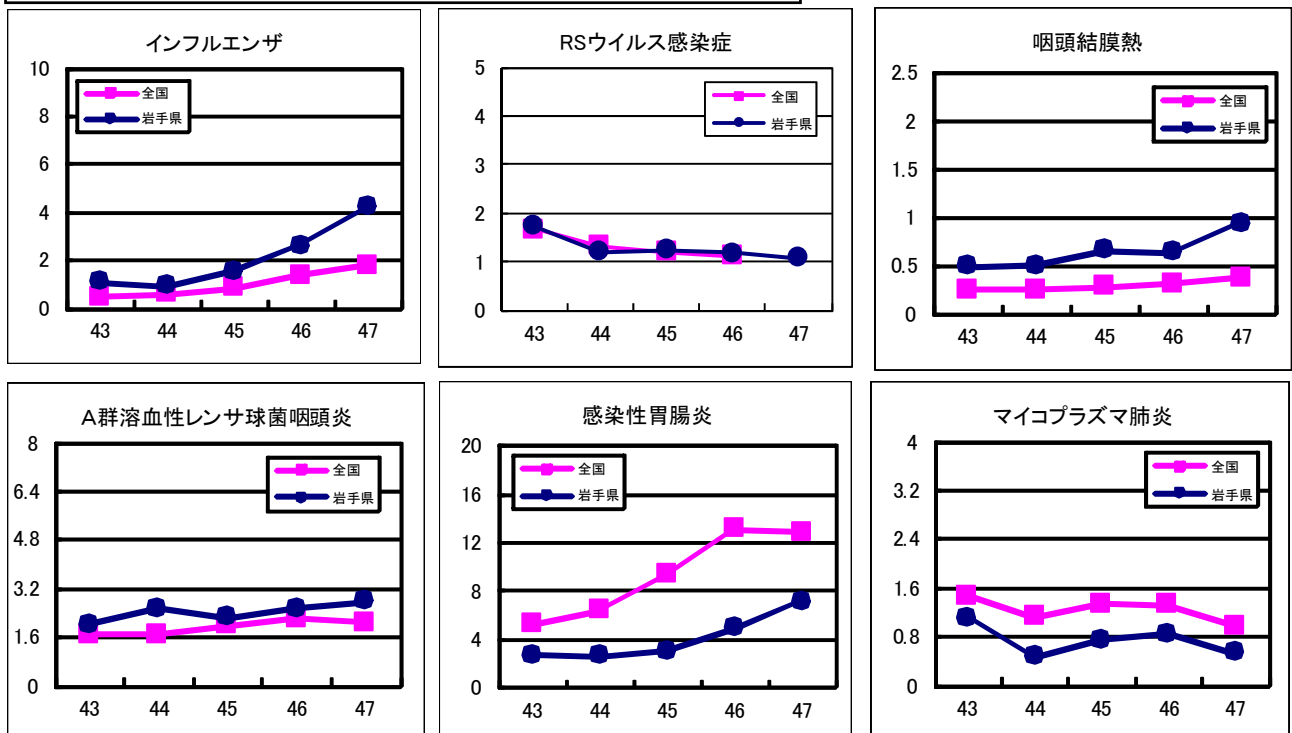 インフルエンザ
10
8
6
4
2
0
全国
岩手県
43 44 45 46 47
RSウイルス感染症
5
4
3
2
1
0
全国
岩手県
43 44 45 46 47
咽頭結膜熱
2.5
2
1.5
1
0.5
0
全国
岩手県
43 44 45 46 47
A群溶血性レンサ球菌咽頭炎
8
6.4
4.8
3.2
1.6
0
全国
岩手県
43 44 45 46 47
感染性胃腸炎
20
16
12
8
4
0
全国
岩手県
43 44 45 46 47
マイコプラズマ肺炎
4
3.2
2.4
1.6
0.8
0
全国
岩手県
43 44 45 46 47